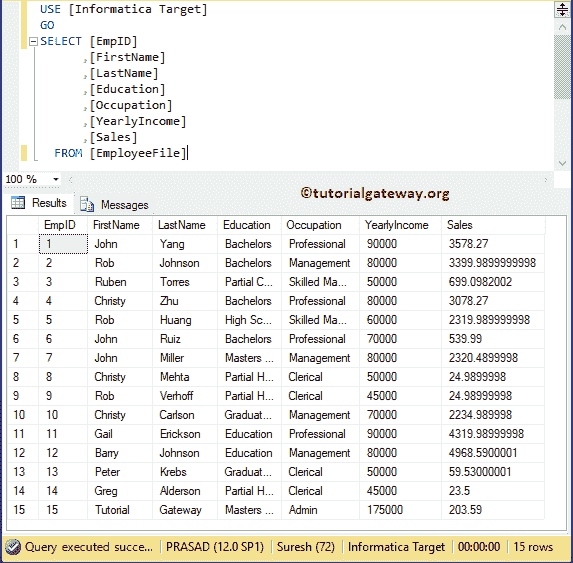 USE [Informatica Target]
GO
SELECT [EmpID]
,[FirstName]
,[LastName]
,[Education]
,[Occupation]
,[YearlyIncome]
,[Sales]
FROM [EmployeeFile]
100 %
©tutorialgateway.org
Results Messages
EmpID FirstName LastName Education Occupation YearlyIncome Sales
1 1 John Yang Bachelors Professional 90000 3578.27
2 2 Rob Johnson Bachelors Management 80000 3399.9899999998
3 3 Ruben Torres Partial C... Skilled Ma... 50000 699.0982002
4 4 Christy Zhu Bachelors Professional 80000 3078.27
5 5 Rob Huang High Sc... Skilled Ma... 60000 2319.989999998
6 6 John Ruiz Bachelors Professional 70000 539.99
7 7 John Miller Masters ... Management 80000 2320.4899998
8 8 Christy Mehta Partial H... Clerical 50000 24.9899998
9 9 Rob Verhoff Partial H... Clerical 45000 24.98999998
10 10 Christy Carlson Graduat... Management 70000 2234.989998
11 11 Gail Erickson Education Professional 90000 4319.98999998
12 12 Barry Johnson Education Management 80000 4968.5900001
13 13 Peter Krebs Graduat... Clerical 50000 59.53000001
14 14 Greg Alderson Partial H... Clerical 45000 23.5
15 15 Tutorial Gateway Masters ... Admin 175000 203.59
Query executed succe... PRASAD (12.0 SP1) Suresh (72) Informatica Target 00:00:00 15 rows